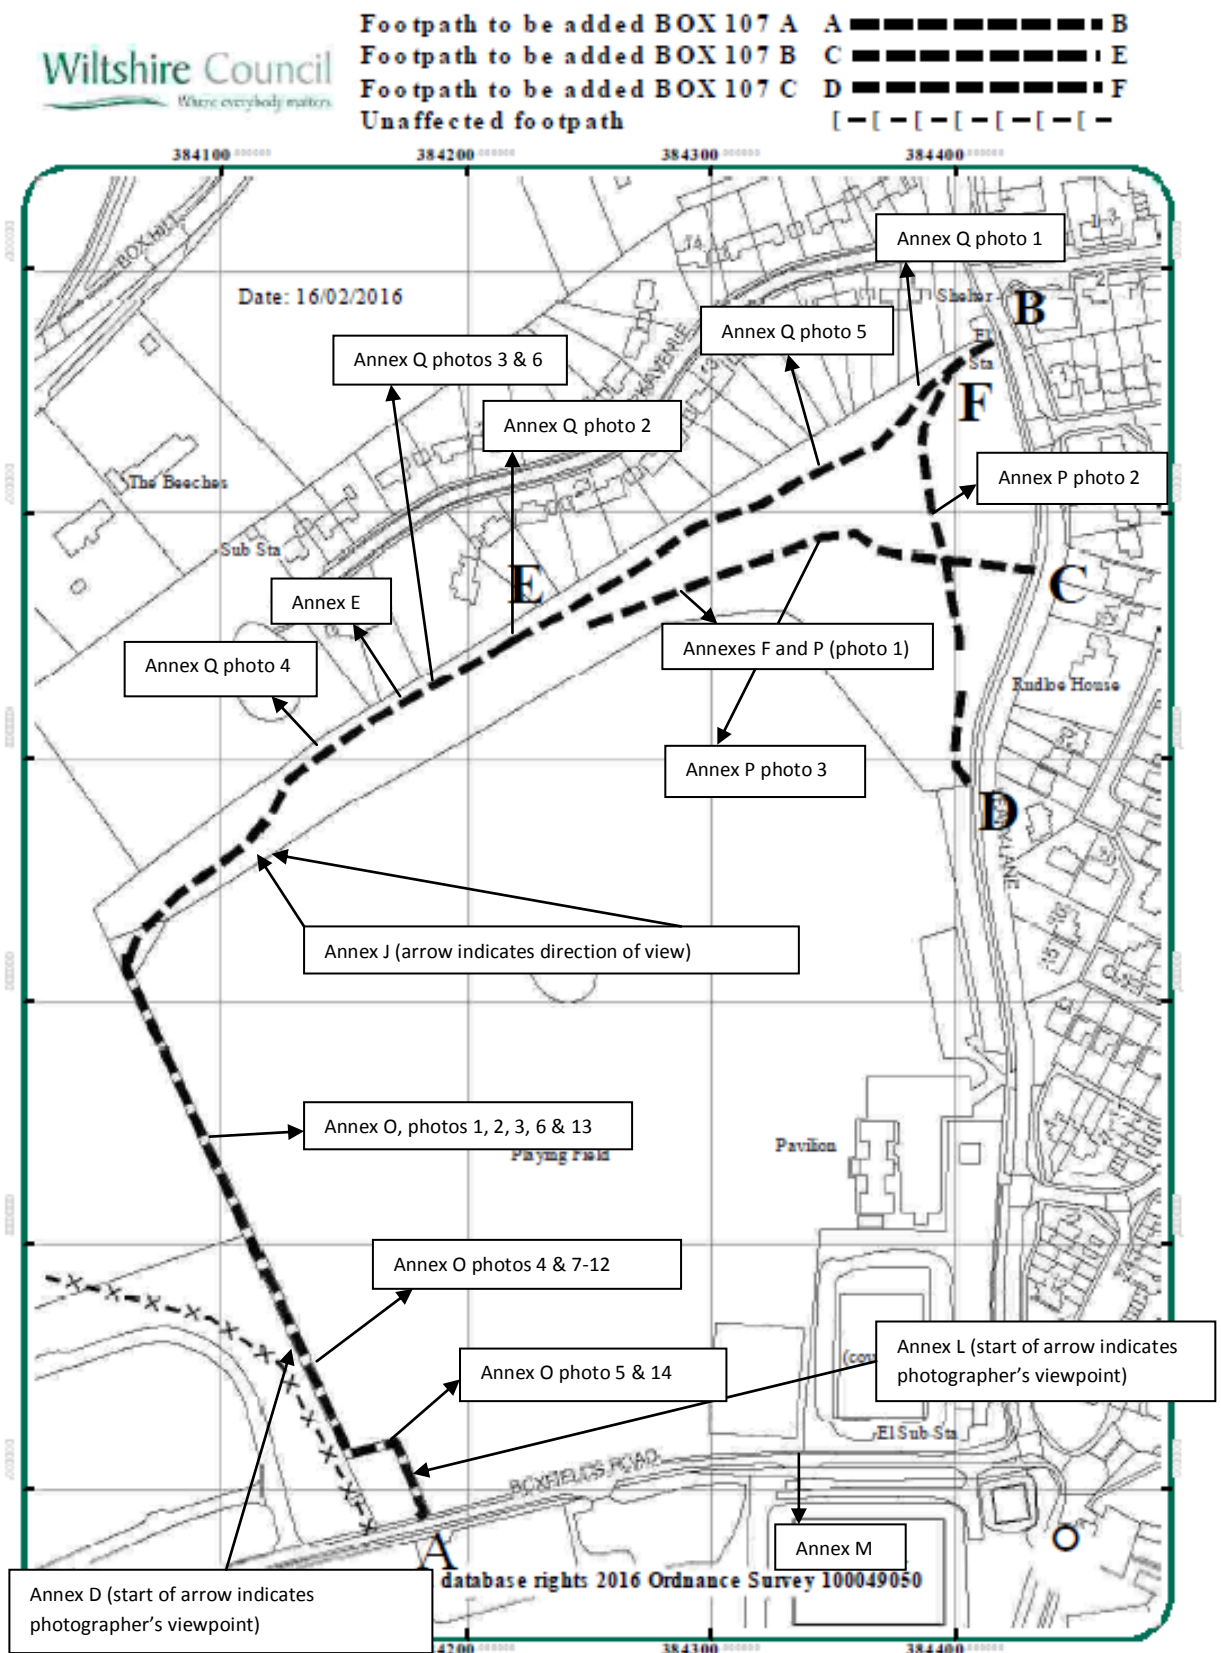 Footpath to be added BOX 107 A A B
Footpath to be added BOX 107 B C E
Footpath to be added BOX 107 C D F
Unaffected footpath
Wiltshire Council
Where everybody matters
384100 384200 384300 384400
BOX HILL
Date: 16/02/2016
Annex Q photo 1
Shelter
B
El
Sta
Annex Q photo 5
Annex Q photos 3 & 6
AVENUE
F
Annex Q photo 2
Annex P photo 2
The Beeches
Sub Sta
E
C
Annex E
Annex Q photo 4
Annexes F and P (photo 1)
Rudloe House
Annex P photo 3
D
LANE
Annex J (arrow indicates direction of view)
Annex O, photos 1, 2, 3, 6 & 13
Playing Field
Pavilion
Annex O photos 4 & 7-12
Annex L (start of arrow indicates
photographer's viewpoint)
Annex O photo 5 & 14
El Sub Sta
BOXFIELDS ROAD
A
Annex M
database rights 2016 Ordnance Survey 100049050
Annex D (start of arrow indicates
photographer's viewpoint)
384300 384400